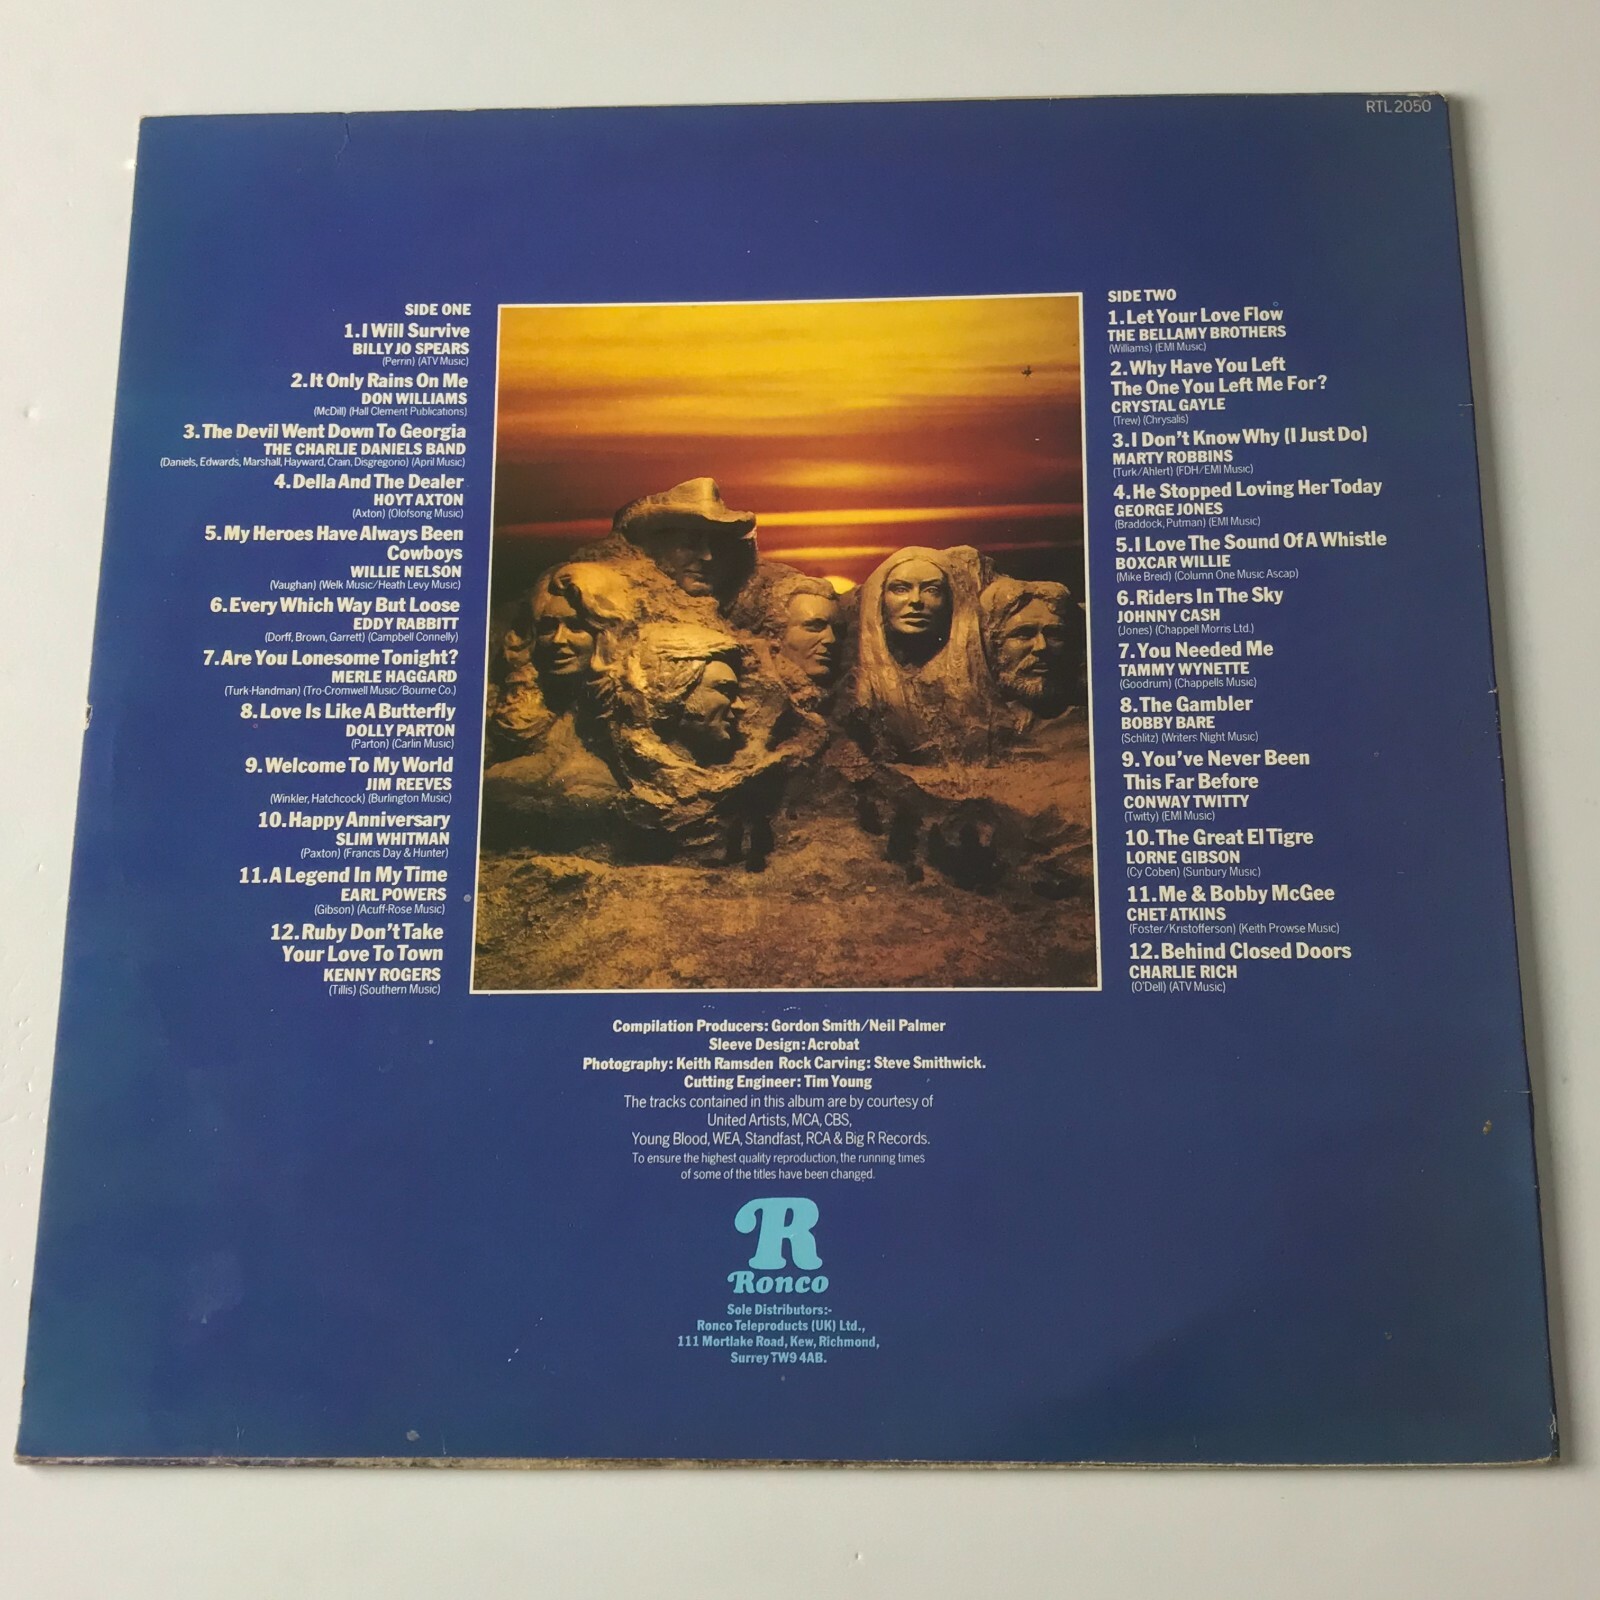 RTL 2050
SIDE ONE
1. I Will Survive
BILLY JO SPEARS
(Perrin) (ATV Music)
2. It Only Rains On Me
DON WILLIAMS
(McDill) (Hall Clement Publications)
3. The Devil Went Down To Georgia
THE CHARLIE DANIELS BAND
(Daniels, Edwards, Marshall, Hayward, Crain, Disgregorio) (April Music)
4. Della And The Dealer
HOYT AXTON
(Axton) (Olofsong Music)
5. My Heroes Have Always Been
Cowboys
WILLIE NELSON
(Vaughan) (Welk Music/Heath Levy Music)
6. Every Which Way But Loose
EDDY RABBITT
(Dorff, Brown, Garrett) (Campbell Connelly)
7. Are You Lonesome Tonight?
MERLE HAGGARD
(Turk-Handman) (Tro-Cromwell Music/Bourne Co.)
8. Love Is Like A Butterfly
DOLLY PARTON
(Parton) (Carlin Music)
9. Welcome To My World
JIM REEVES
(Winkler, Hatchcock) (Burlington Music)
10. Happy Anniversary
SLIM WHITMAN
(Paxton) (Francis Day & Hunter)
11. A Legend In My Time
EARL POWERS
(Gibson) (Acuff-Rose Music)
12. Ruby Don't Take
Your Love To Town
KENNY ROGERS
(Tillis) (Southern Music)
SIDE TWO
1. Let Your Love Flow
THE BELLAMY BROTHERS
(Williams) (EMI Music)
2. Why Have You Left
The One You Left Me For?
CRYSTAL GAYLE
(Trew) (Chrysalis)
3. I Don't Know Why (I Just Do)
MARTY ROBBINS
(Turk/Ahlert) (FDH/EMI Music)
4. He Stopped Loving Her Today
GEORGE JONES
(Braddock, Putman) (EMI Music)
5. I Love The Sound Of A Whistle
BOXCAR WILLIE
(Mike Breid) (Column One Music Ascap)
6. Riders In The Sky
JOHNNY CASH
(Jones) (Chappell Morris Ltd.)
7. You Needed Me
TAMMY WYNETTE
(Goodrum) (Chappells Music)
8. The Gambler
BOBBY BARE
(Schlitz) (Writers Night Music)
9. You've Never Been
This Far Before
CONWAY TWITTY
(Twitty) (EMI Music)
10. The Great El Tigre
LORNE GIBSON
(Cy Coben) (Sunbury Music)
11. Me & Bobby McGee
CHET ATKINS
(Foster/Kristofferson) (Keith Prowse Music)
12. Behind Closed Doors
CHARLIE RICH
(O'Dell) (ATV Music)
Compilation Producers: Gordon Smith/Neil Palmer
Sleeve Design: Acrobat
Photography: Keith Ramsden Rock Carving: Steve Smithwick.
Cutting Engineer: Tim Young
The tracks contained in this album are by courtesy of
United Artists, MCA, CBS,
Young Blood, WEA, Standfast, RCA & Big R Records.
To ensure the highest quality reproduction, the running times
of some of the titles have been changed.
R
Ronco
Sole Distributors:-
Ronco Teleproducts (UK) Ltd.,
111 Mortlake Road, Kew, Richmond,
Surrey TW9 4AB.